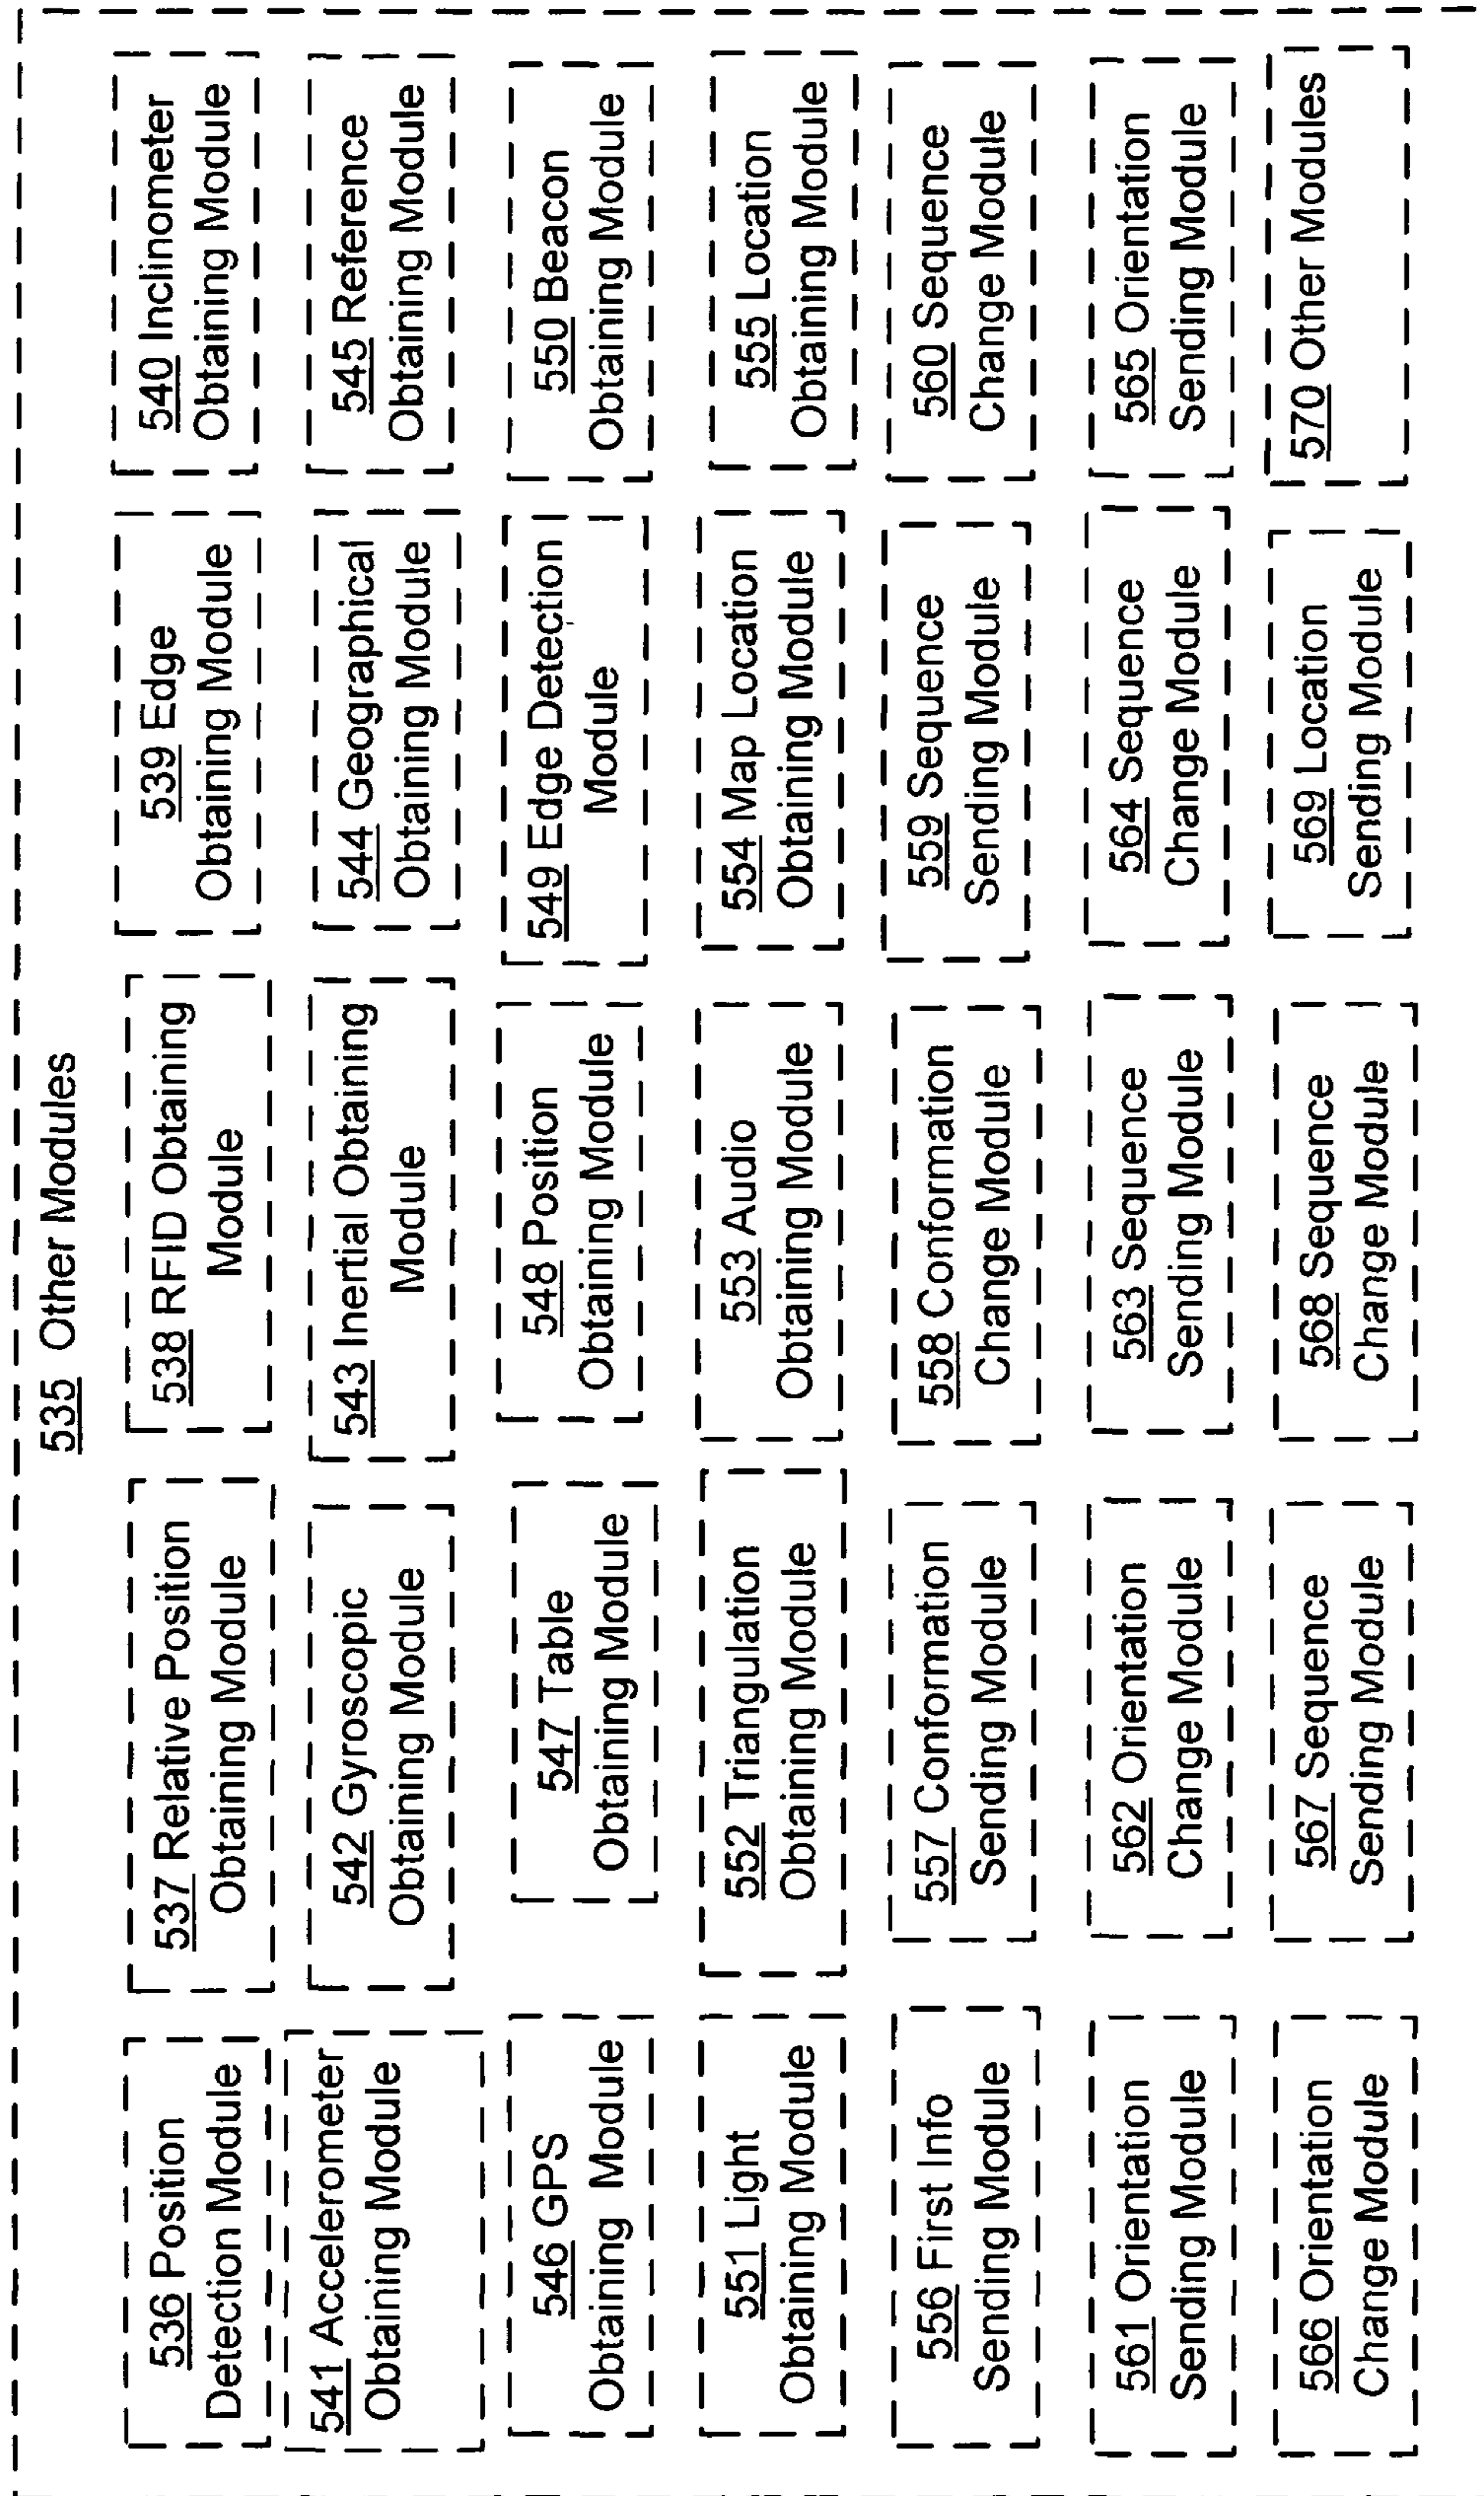 535 Other Modules
536 Position
Detection Module
537 Relative Position
Obtaining Module
538 RFID Obtaining
Module
539 Edge
Obtaining Module
540 Inclinometer
Obtaining Module
541 Accelerometer
Obtaining Module
542 Gyroscopic
Obtaining Module
543 Inertial Obtaining
Module
544 Geographical
Obtaining Module
545 Reference
Obtaining Module
546 GPS
Obtaining Module
547 Table
Obtaining Module
548 Position
Obtaining Module
549 Edge Detection
Module
550 Beacon
Obtaining Module
551 Light
Obtaining Module
552 Triangulation
Obtaining Module
553 Audio
Obtaining Module
554 Map Location
Obtaining Module
555 Location
Obtaining Module
556 First Info
Sending Module
557 Conformation
Sending Module
558 Conformation
Change Module
559 Sequence
Sending Module
560 Sequence
Change Module
561 Orientation
Sending Module
562 Orientation
Change Module
563 Sequence
Sending Module
564 Sequence
Change Module
565 Orientation
Sending Module
566 Orientation
Change Module
567 Sequence
Sending Module
568 Sequence
Change Module
569 Location
Sending Module
570 Other Modules